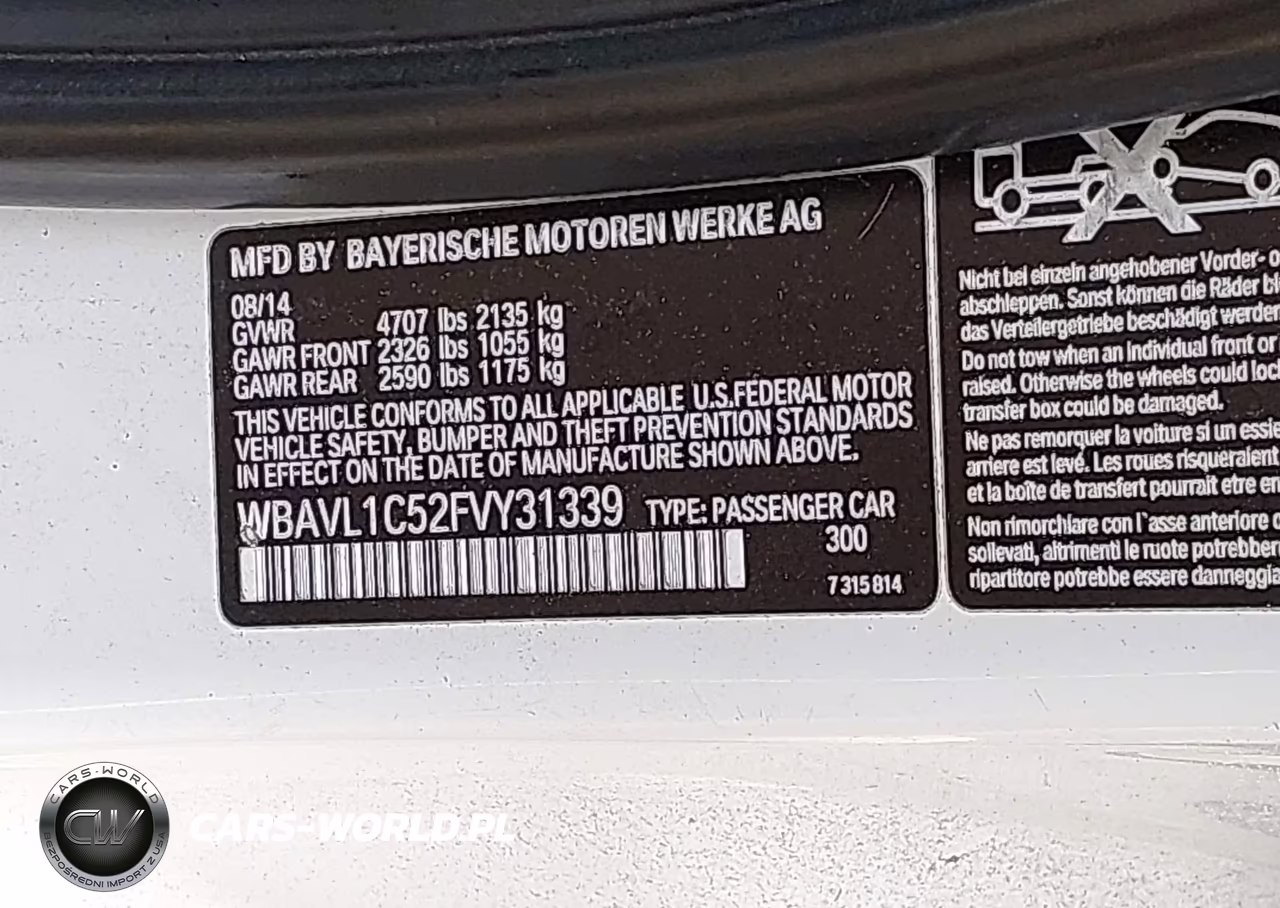 MFD BY BAYERISCHE MOTOREN WERKE AG
08/14
GVWR 4707 lbs 2135 kg
GAWR FRONT 2326 lbs 1055 kg
GAWR REAR 2590 lbs 1175 kg
THIS VEHICLE CONFORMS TO ALL APPLICABLE U.S.FEDERAL MOTOR
VEHICLE SAFETY, BUMPER AND THEFT PREVENTION STANDARDS
IN EFFECT ON THE DATE OF MANUFACTURE SHOWN ABOVE.
WBAVL1C52FVY31339 TYPE: PASSENGER CAR
300
7315814
Nicht bei einzeln angehobener Vorder-
abschleppen. Sonst können die Räder
das Verteilergetriebe beschädigt werden
Do not tow when an individual front or
raised. Otherwise the wheels could
transfer box could be damaged.
Ne pas remorquer la voiture si un
arriere est levé. Les roues risqueraient
et la boîte de transfert pourrait etre
Non rimorchiare con l`asse anteriore
sollevati, altrimenti le ruote
ripartitore potrebbe essere
CARS-WORLD
CW
BEZPOŚREDNI IMPORT Z USA
CARS-WORLD.PL